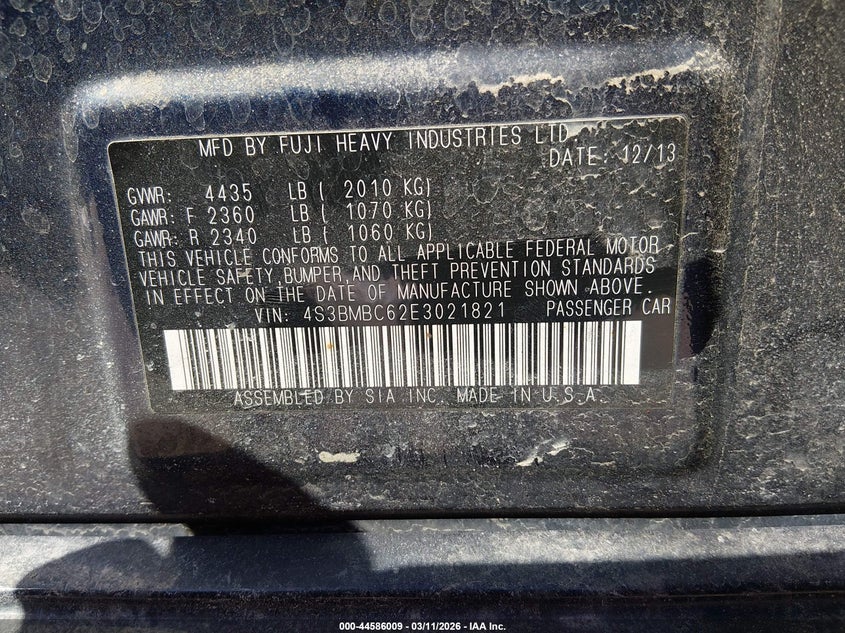 MFD BY FUJI HEAVY INDUSTRIES LTD.
DATE: 12/13
GVWR: 4435 LB ( 2010 KG)
GAWR: F 2360 LB ( 1070 KG)
GAWR: R 2340 LB ( 1060 KG)
THIS VEHICLE CONFORMS TO ALL APPLICABLE FEDERAL MOTOR
VEHICLE SAFETY,BUMPER,AND THEFT PREVENTION STANDARDS
IN EFFECT ON THE DATE OF MANUFACTURE SHOWN ABOVE.
VIN: 4S3BMBC62E3021821 PASSENGER CAR
ASSEMBLED BY SIA INC. MADE IN U.S.A.
000-44586009 - 03/11/2026 - IAA Inc.